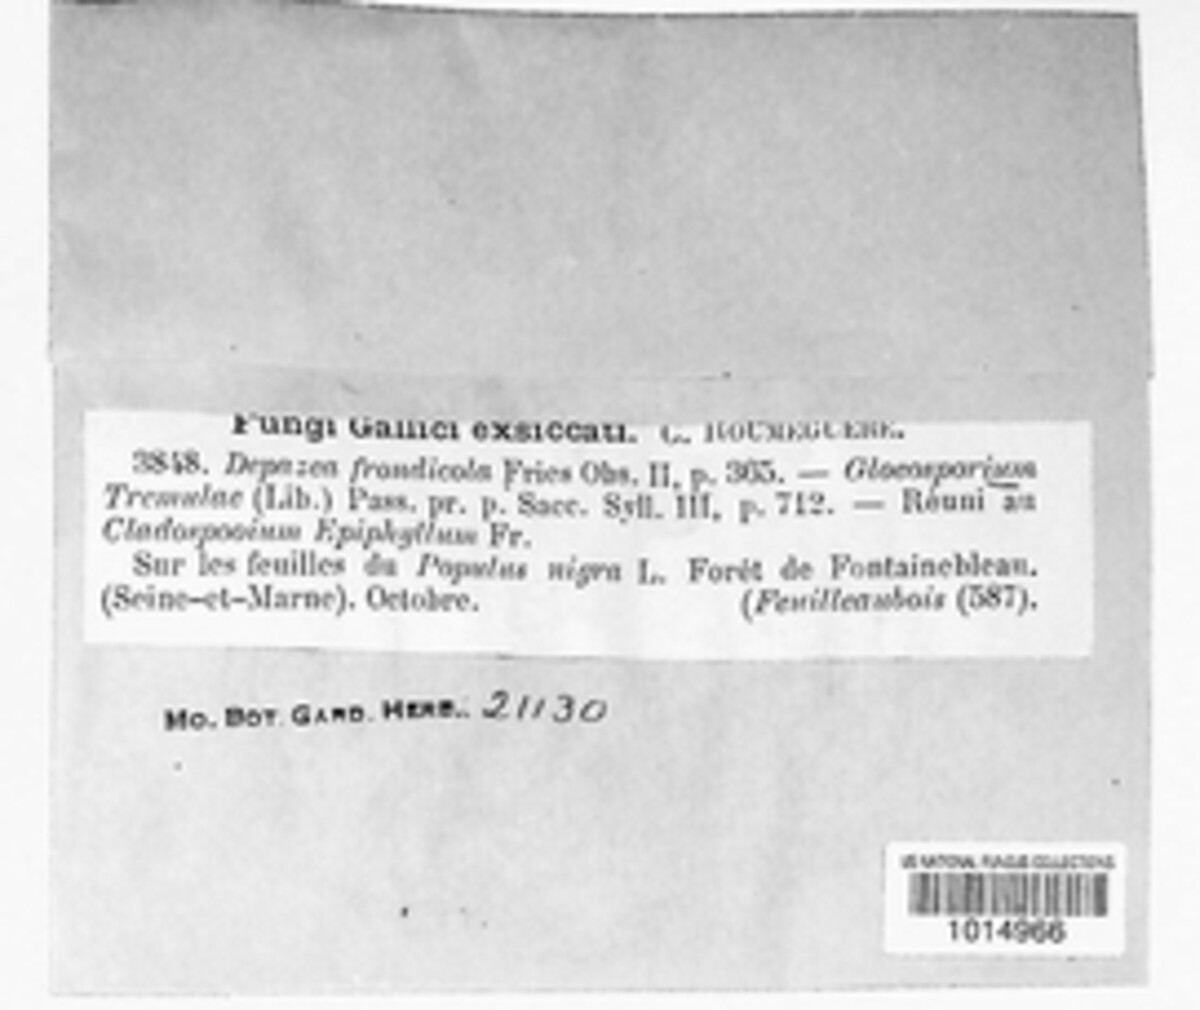 Fungi Gallici exsiccati. C. ROUMEGUERE.
3848. Depazea frondicola Fries Obs. II, p. 365. — Gloeosporium
Tremulae (Lib.) Pass. pr. p. Sacc. Syll. III, p. 712. — Réuni au
Cladospooium Epiphyllum Fr.
Sur les feuilles du Populus nigra L. Forêt de Fontainebleau.
(Seine-et-Marne). Octobre. (Feuilleaubois (587).
MO. BOT. GARD. HERB. 21130
US NATIONAL FUNGUS COLLECTIONS
1014966